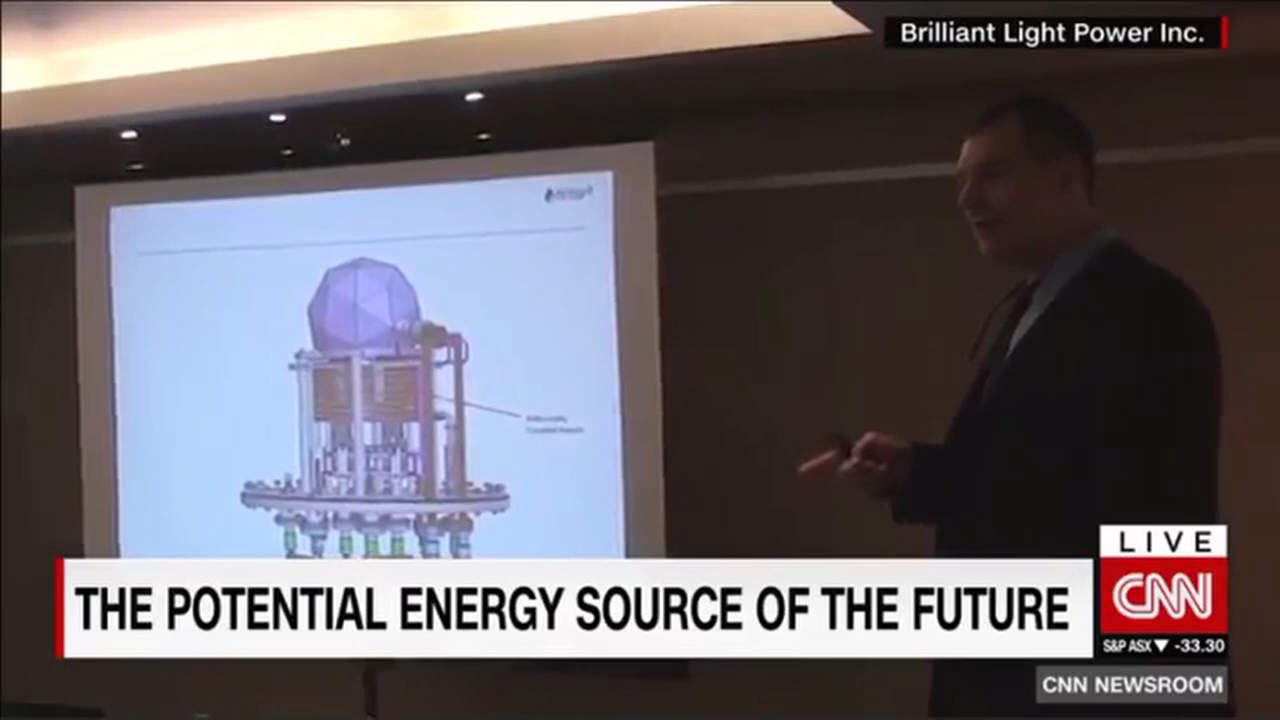 Brilliant Light Power Inc.
THE POTENTIAL ENERGY SOURCE OF THE FUTURE
LIVE
CNN
S&P ASX ▼ -33.30
CNN NEWSROOM